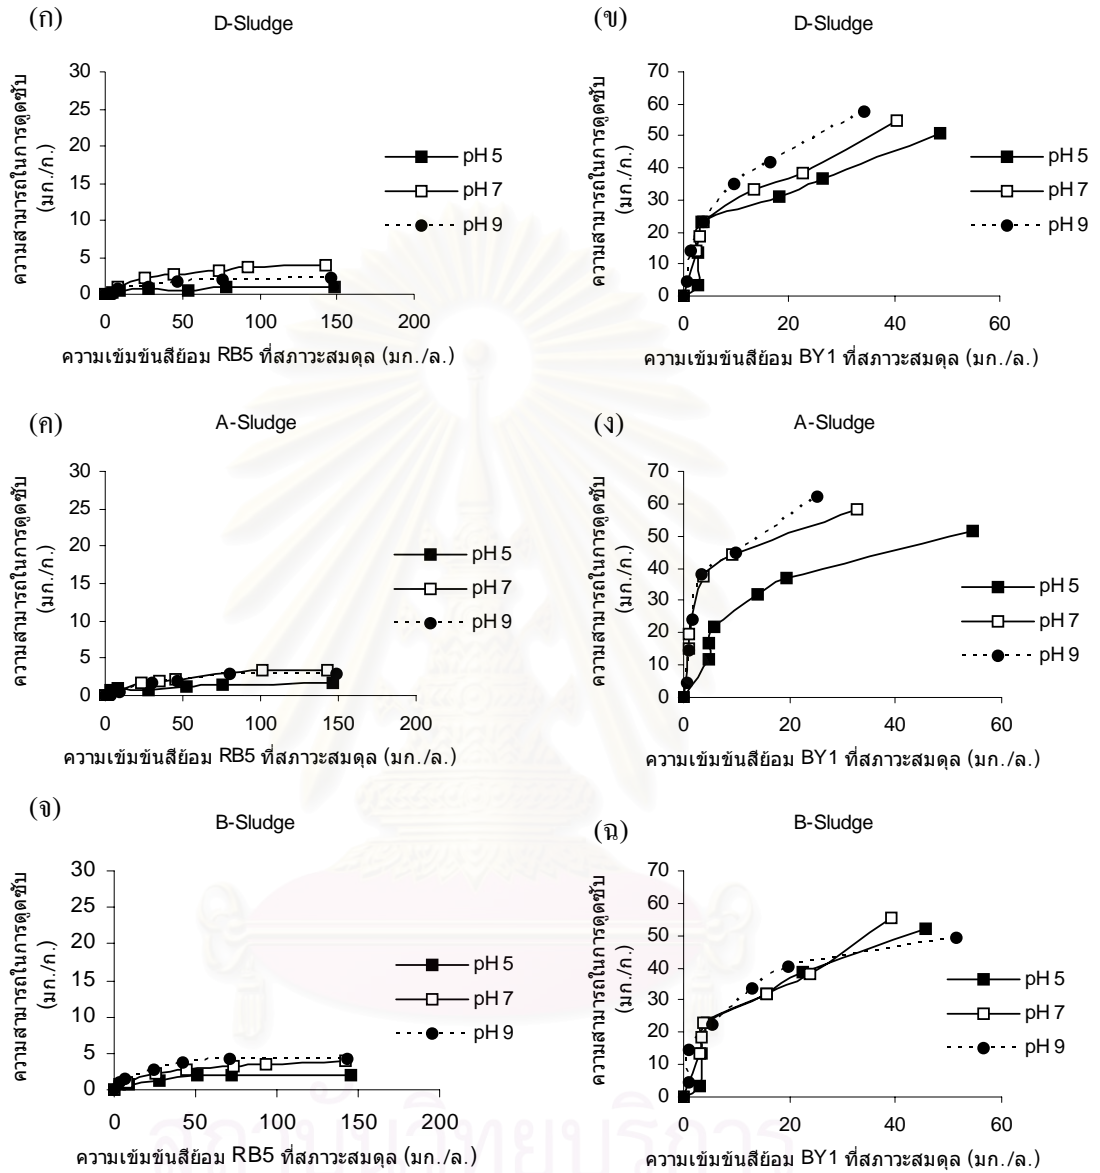 (ก)
D-Sludge
ความสามารถในการดูดซับ
(มก./ก.)
30
25
20
15
10
5
0
0 50 100 150 200
pH 5
pH 7
pH 9
ความเข้มข้นสีย้อม RB5 ที่สภาวะสมดุล (มก./ล.)
(ข)
D-Sludge
ความสามารถในการดูดซับ
(มก./ก.)
70
60
50
40
30
20
10
0
0 20 40 60
pH 5
pH 7
pH 9
ความเข้มข้นสีย้อม BY1 ที่สภาวะสมดุล (มก./ล.)
(ค)
A-Sludge
ความสามารถในการดูดซับ
(มก./ก.)
30
25
20
15
10
5
0
0 50 100 150 200
pH 5
pH 7
pH 9
ความเข้มข้นสีย้อม RB5 ที่สภาวะสมดุล (มก./ล.)
(ง)
A-Sludge
ความสามารถในการดูดซับ
(มก./ก.)
70
60
50
40
30
20
10
0
0 20 40 60
pH 5
pH 7
pH 9
ความเข้มข้นสีย้อม BY1 ที่สภาวะสมดุล (มก./ล.)
(จ)
B-Sludge
ความสามารถในการดูดซับ
(มก./ก.)
30
25
20
15
10
5
0
0 50 100 150 200
pH 5
pH 7
pH 9
ความเข้มข้นสีย้อม RB5 ที่สภาวะสมดุล (มก./ล.)
(ฉ)
B-Sludge
ความสามารถในการดูดซับ
(มก./ก.)
70
60
50
40
30
20
10
0
0 20 40 60
pH 5
pH 7
pH 9
ความเข้มข้นสีย้อม BY1 ที่สภาวะสมดุล (มก./ล.)
สถาบันวิทยบริการ